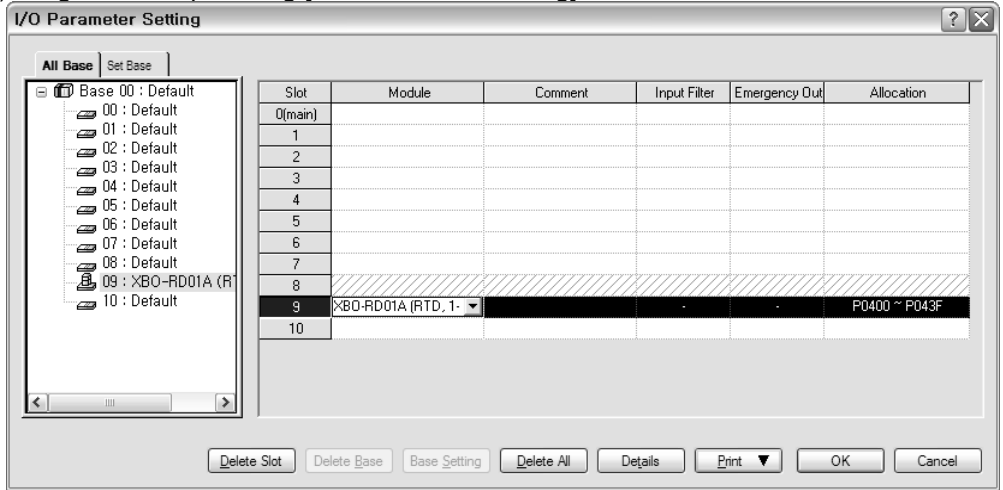 I/O Parameter Setting
All Base Set Base
Base 00 : Default
00 : Default
01 : Default
02 : Default
03 : Default
04 : Default
05 : Default
06 : Default
07 : Default
08 : Default
09 : XBO-RD01A (RT
10 : Default
Slot Module Comment Input Filter Emergency Out Allocation
0(main)
1
2
3
4
5
6
7
8
9 XBO-RD01A (RTD, 1- - - P0400 ~ P043F
10
Delete Slot Delete Base Base Setting Delete All Details Print ▼ OK Cancel